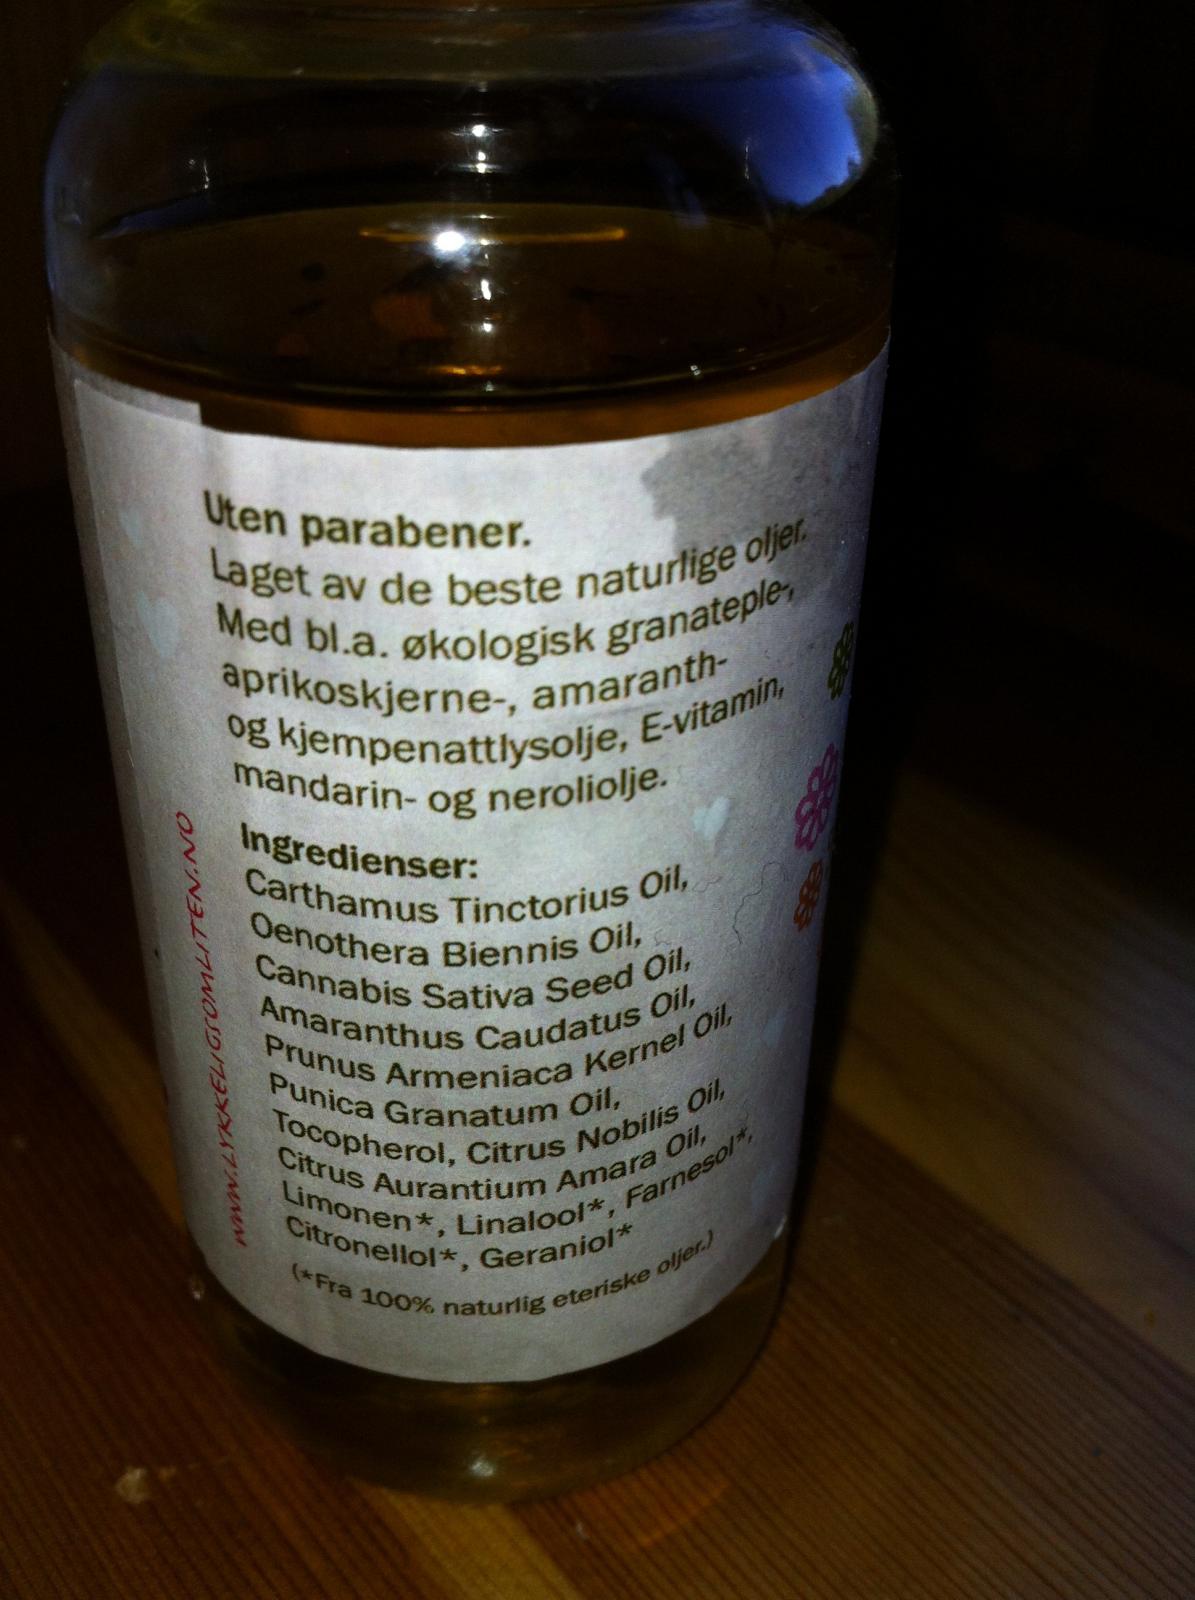 Uten parabener.
Laget av de beste naturlige oljer.
Med bl.a. økologisk granateple-,
aprikoskjerne-, amaranth-
og kjempenattlysolje, E-vitamin,
mandarin- og neroliolje.
Ingredienser:
Carthamus Tinctorius Oil,
Oenothera Biennis Oil,
Cannabis Sativa Seed Oil,
Amaranthus Caudatus Oil,
Prunus Armeniaca Kernel Oil,
Punica Granatum Oil,
Tocopherol, Citrus Nobilis Oil,
Citrus Aurantium Amara Oil,
Limonen*, Linalool*, Farnesol*,
Citronellol*, Geraniol*
(*Fra 100% naturlig eteriske oljer.)
WWW.LYKKELIGSOMLITEN.NO